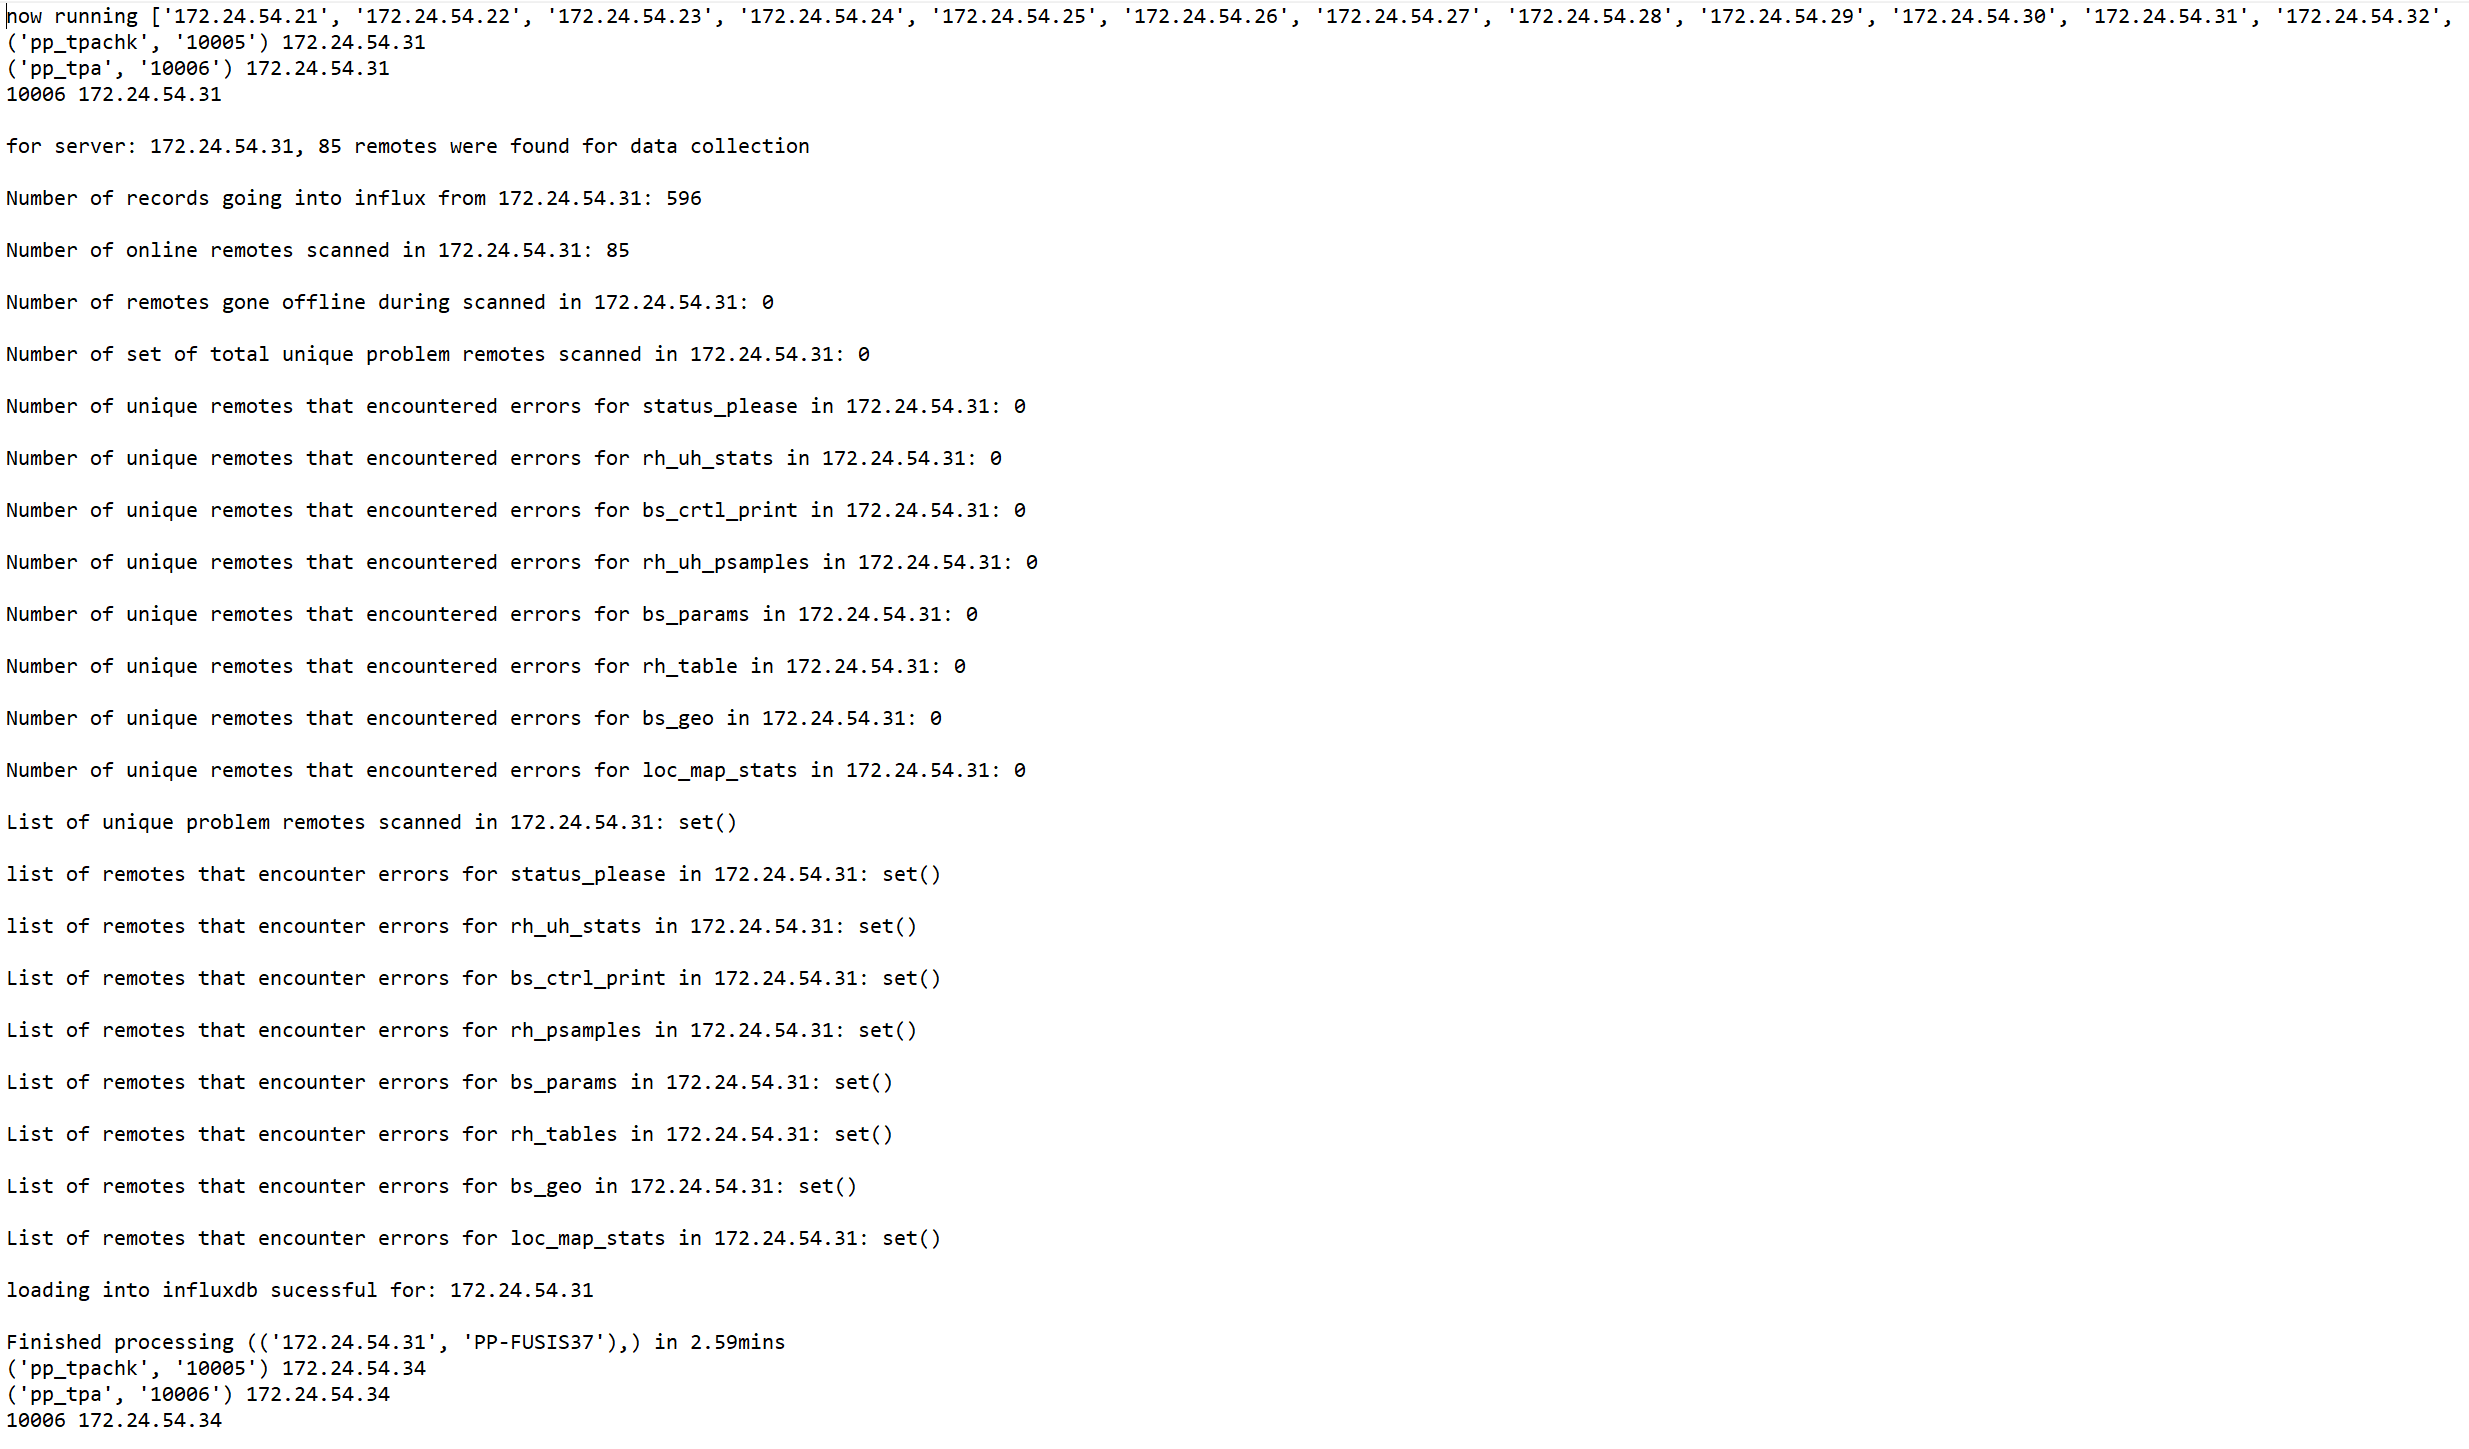 now running ['172.24.54.21', '172.24.54.22', '172.24.54.23', '172.24.54.24', '172.24.54.25', '172.24.54.26', '172.24.54.27', '172.24.54.28', '172.24.54.29', '172.24.54.30', '172.24.54.31', '172.24.54.32',
('pp_tpachk', '10005') 172.24.54.31
('pp_tpa', '10006') 172.24.54.31
10006 172.24.54.31
for server: 172.24.54.31, 85 remotes were found for data collection
Number of records going into influx from 172.24.54.31: 596
Number of online remotes scanned in 172.24.54.31: 85
Number of remotes gone offline during scanned in 172.24.54.31: 0
Number of set of total unique problem remotes scanned in 172.24.54.31: 0
Number of unique remotes that encountered errors for status_please in 172.24.54.31: 0
Number of unique remotes that encountered errors for rh_uh_stats in 172.24.54.31: 0
Number of unique remotes that encountered errors for bs_crtl_print in 172.24.54.31: 0
Number of unique remotes that encountered errors for rh_uh_psamples in 172.24.54.31: 0
Number of unique remotes that encountered errors for bs_params in 172.24.54.31: 0
Number of unique remotes that encountered errors for rh_table in 172.24.54.31: 0
Number of unique remotes that encountered errors for bs_geo in 172.24.54.31: 0
Number of unique remotes that encountered errors for loc_map_stats in 172.24.54.31: 0
List of unique problem remotes scanned in 172.24.54.31: set()
list of remotes that encounter errors for status_please in 172.24.54.31: set()
list of remotes that encounter errors for rh_uh_stats in 172.24.54.31: set()
List of remotes that encounter errors for bs_ctrl_print in 172.24.54.31: set()
List of remotes that encounter errors for rh_psamples in 172.24.54.31: set()
List of remotes that encounter errors for bs_params in 172.24.54.31: set()
List of remotes that encounter errors for rh_tables in 172.24.54.31: set()
List of remotes that encounter errors for bs_geo in 172.24.54.31: set()
List of remotes that encounter errors for loc_map_stats in 172.24.54.31: set()
loading into influxdb sucessful for: 172.24.54.31
Finished processing (('172.24.54.31', 'PP-FUSIS37'),) in 2.59mins
('pp_tpachk', '10005') 172.24.54.34
('pp_tpa', '10006') 172.24.54.34
10006 172.24.54.34